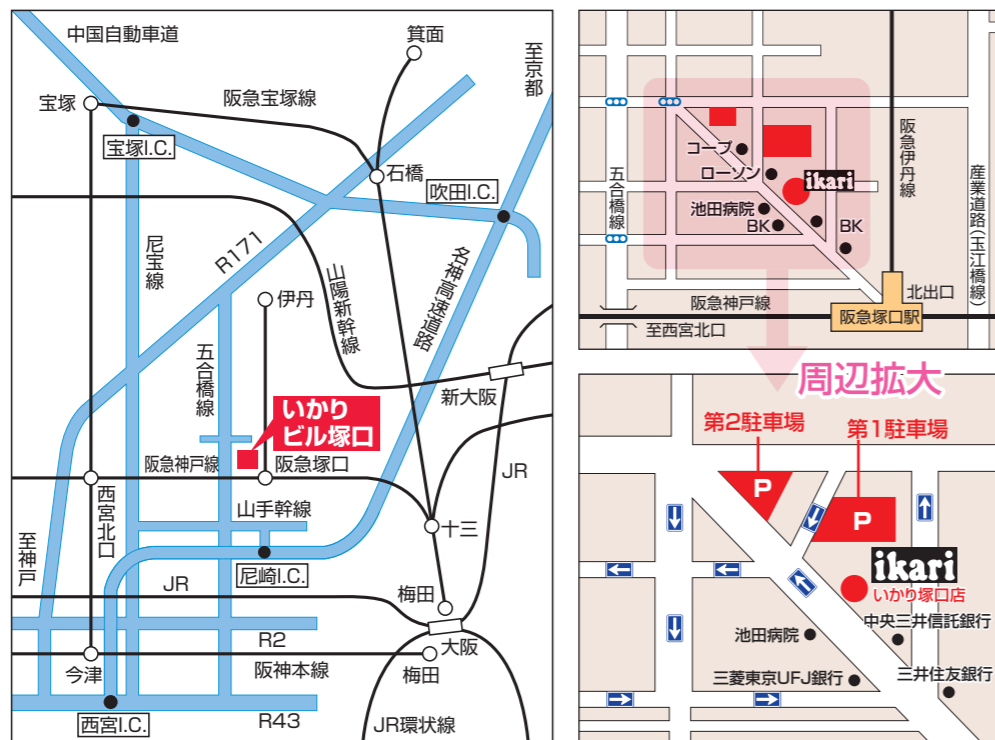 中国自動車道
箕面
至京都
宝塚
阪急宝塚線
宝塚I.C.
石橋
吹田I.C.
尼宝線
R171
山陽新幹線
名神高速道路
伊丹
五合橋線
新大阪
いかり
ビル塚口
阪急神戸線
阪急塚口
JR
西宮北口
山手幹線
十三
至神戸
尼崎I.C.
JR
梅田
R2
大阪
今津
阪神本線
梅田
西宮I.C.
R43
JR環状線
コープ
阪急伊丹線
ローソン
ikari
五合橋線
産業道路(玉江橋線)
池田病院
BK
BK
北出口
阪急神戸線
阪急塚口駅
至西宮北口
周辺拡大
第2駐車場
第1駐車場
P
P
ikari
いかり塚口店
中央三井信託銀行
池田病院
三井住友銀行
三菱東京UFJ銀行